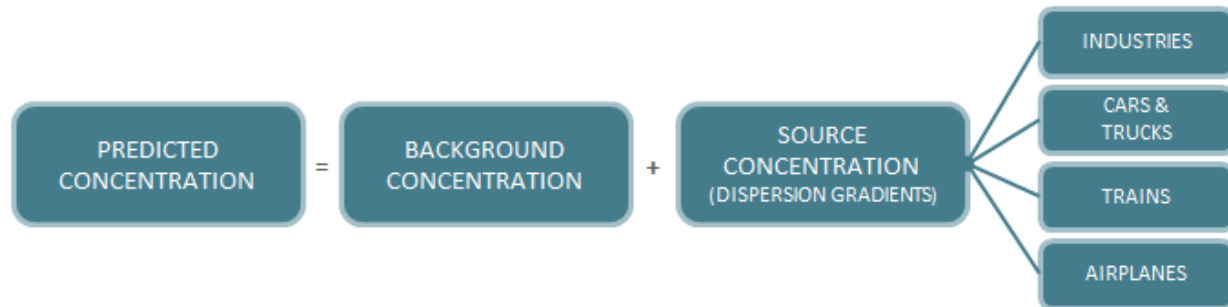 PREDICTED
CONCENTRATION
=
BACKGROUND
CONCENTRATION
+
SOURCE
CONCENTRATION
(DISPERSION GRADIENTS)
INDUSTRIES
CARS &
TRUCKS
TRAINS
AIRPLANES